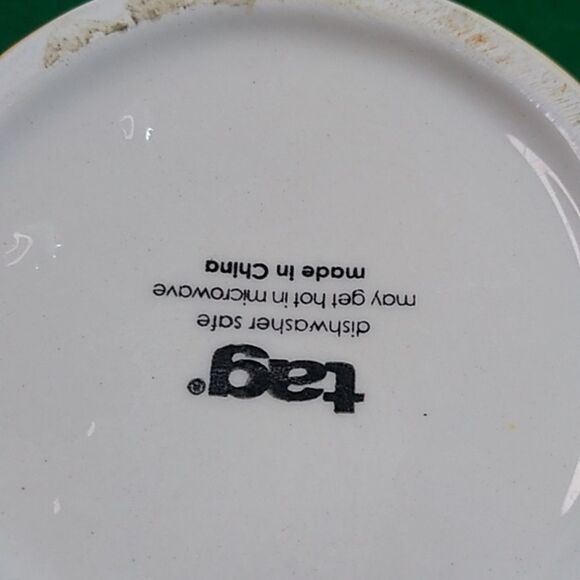 tag®
dishwasher safe
may get hot in microwave
made in China